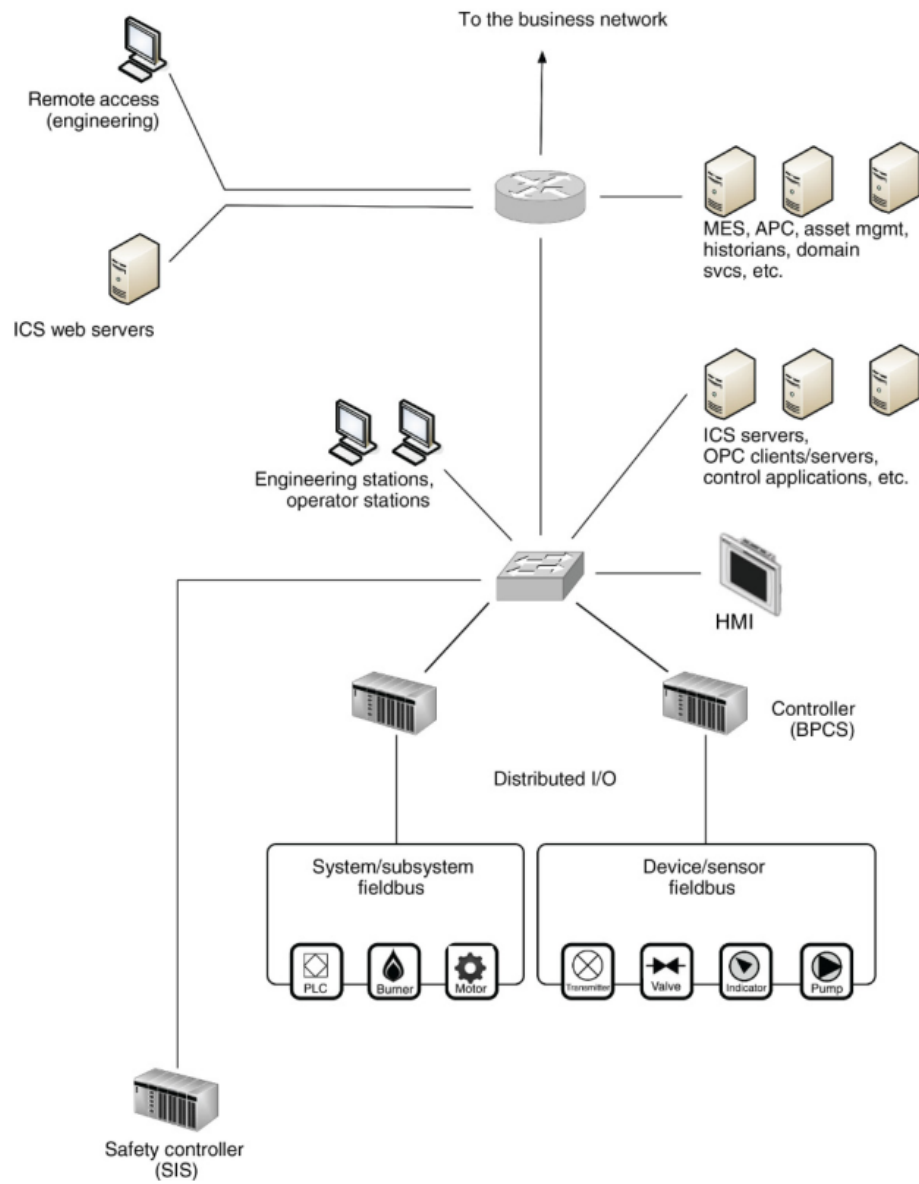 To the business network
Remote access
(engineering)
MES, APC, asset mgmt,
historians, domain
svcs, etc.
ICS web servers
ICS servers,
OPC clients/servers,
control applications, etc.
Engineering stations,
operator stations
HMI
Controller
(BPCS)
Distributed I/O
System/subsystem
fieldbus
Device/sensor
fieldbus
PLC
Burner
Motor
Transmitter
Valve
Indicator
Pump
Safety controller
(SIS)